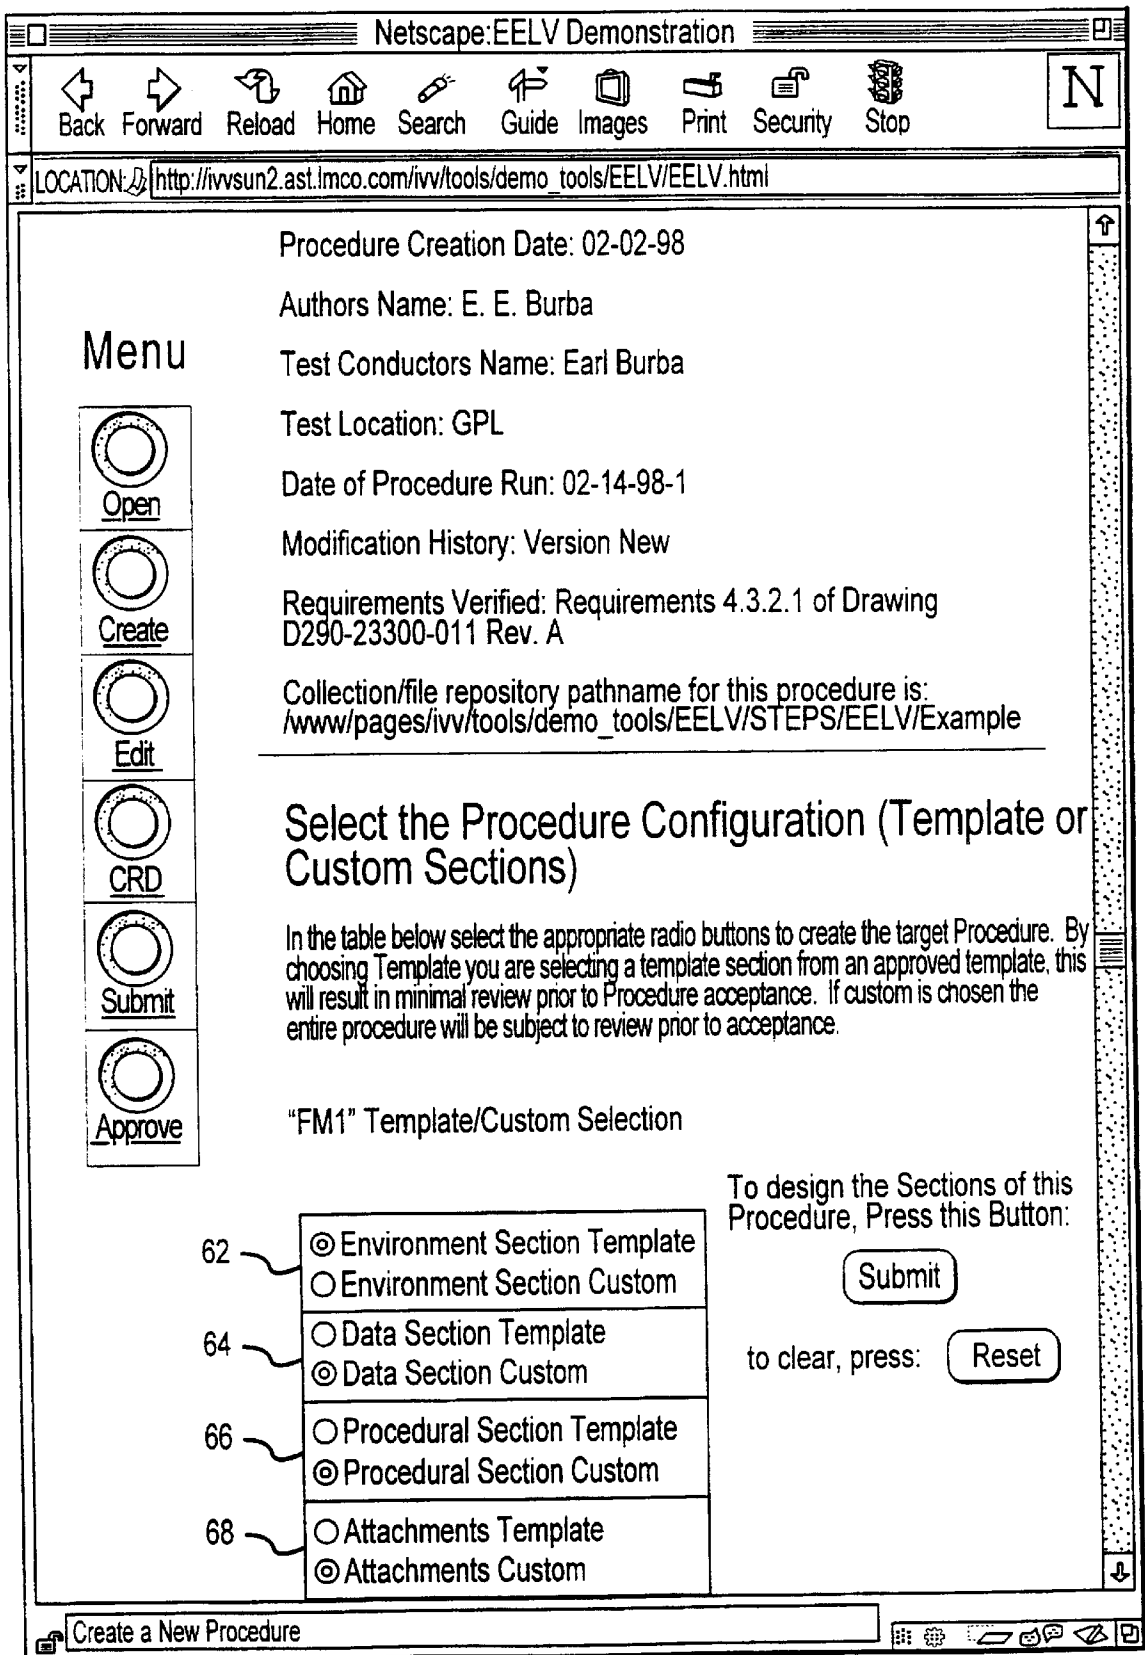 Netscape:EELV Demonstration
Back Forward Reload Home Search Guide Images Print Security Stop
N
LOCATION: http://ivvsun2.ast.lmco.com/ivv/tools/demo_tools/EELV/EELV.html
Procedure Creation Date: 02-02-98
Authors Name: E. E. Burba
Menu
Test Conductors Name: Earl Burba
Test Location: GPL
Open
Date of Procedure Run: 02-14-98-1
Modification History: Version New
Create
Requirements Verified: Requirements 4.3.2.1 of Drawing
D290-23300-011 Rev. A
Edit
Collection/file repository pathname for this procedure is:
/www/pages/ivv/tools/demo_tools/EELV/STEPS/EELV/Example
CRD
Select the Procedure Configuration (Template or
Custom Sections)
Submit
In the table below select the appropriate radio buttons to create the target Procedure. By
choosing Template you are selecting a template section from an approved template, this
will result in minimal review prior to Procedure acceptance. If custom is chosen the
entire procedure will be subject to review prior to acceptance.
Approve
"FM1" Template/Custom Selection
To design the Sections of this
Procedure, Press this Button:
Submit
to clear, press: Reset
62
Environment Section Template
Environment Section Custom
64
Data Section Template
Data Section Custom
66
Procedural Section Template
Procedural Section Custom
68
Attachments Template
Attachments Custom
Create a New Procedure